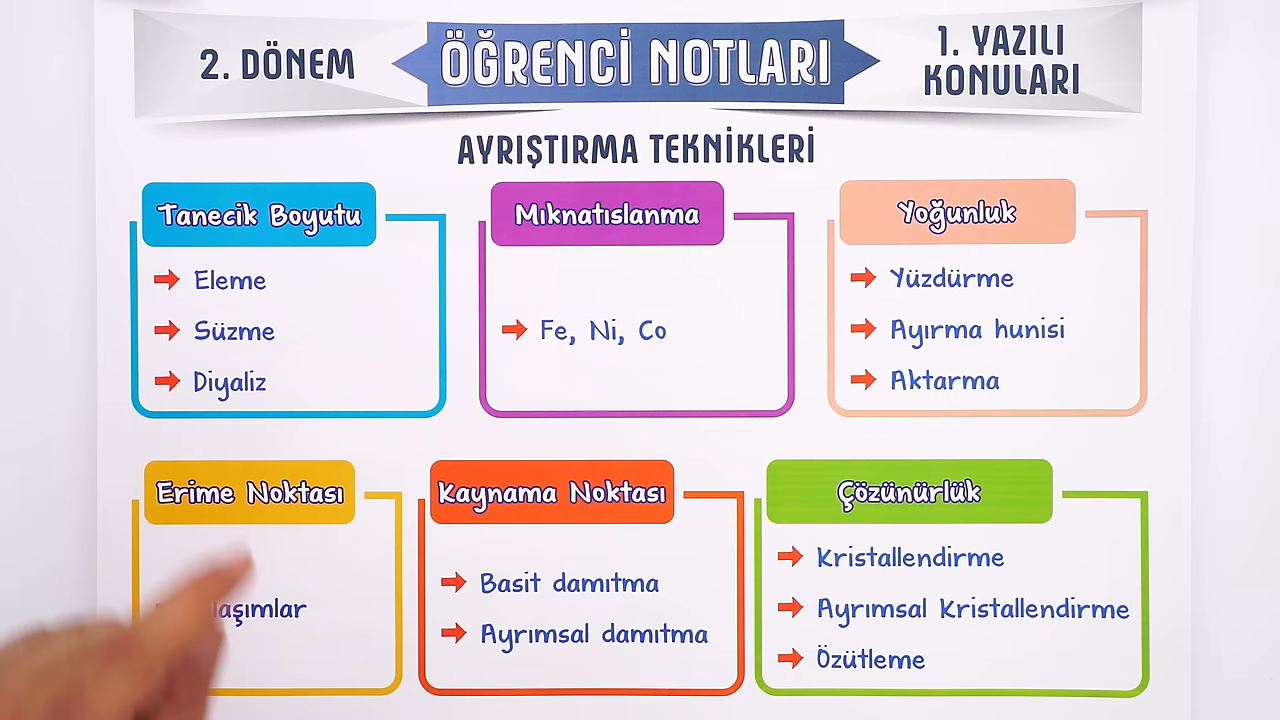 2. DÖNEM
ÖĞRENCİ NOTLARI
1. YAZILI
KONULARI
AYRIŞTIRMA TEKNİKLERİ
Tanecik Boyutu
Eleme
Süzme
Diyaliz
Mıknatıslanma
Fe, Ni, Co
Yoğunluk
Yüzdürme
Ayırma hunisi
Aktarma
Erime Noktası
Kaynama Noktası
Basit damıtma
Ayrımsal damıtma
Çözünürlük
Kristallendirme
Ayrımsal Kristallendirme
Özütleme